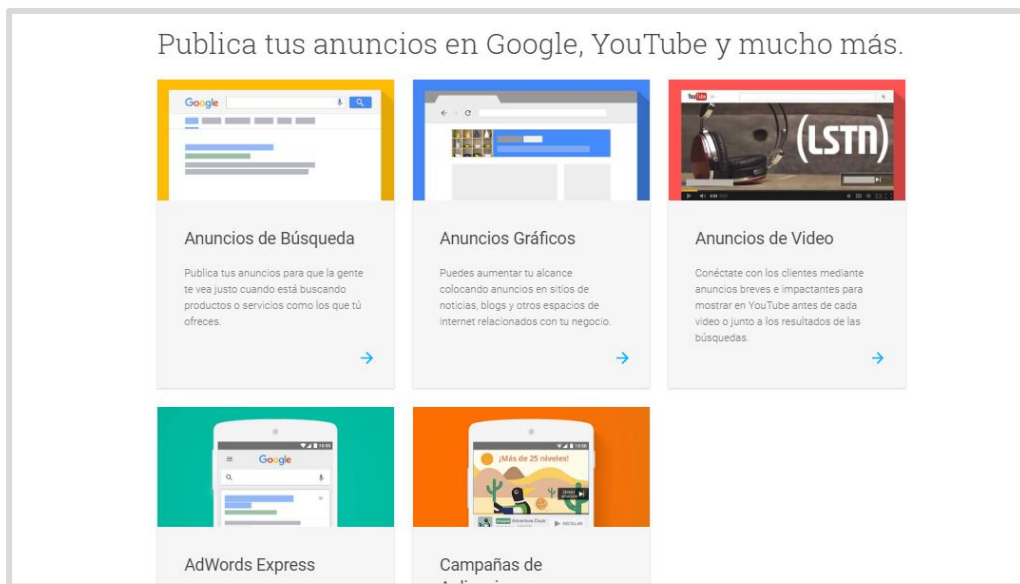 Publica tus anuncios en Google, YouTube y mucho más.
Google
Anuncios de Búsqueda
Publica tus anuncios para que la gente
te vea justo cuando está buscando
productos o servicios como los que tú
ofreces.
Anuncios Gráficos
Puedes aumentar tu alcance
colocando anuncios en sitios de
noticias, blogs y otros espacios de
internet relacionados con tu negocio.
YouTube
(LSTN)
Anuncios de Video
Conéctate con los clientes mediante
anuncios breves e impactantes para
mostrar en YouTube antes de cada
video o junto a los resultados de las
búsquedas.
Google
AdWords Express
¡Más de 25 niveles!
Adventure Duck
INSTALAR
Campañas de